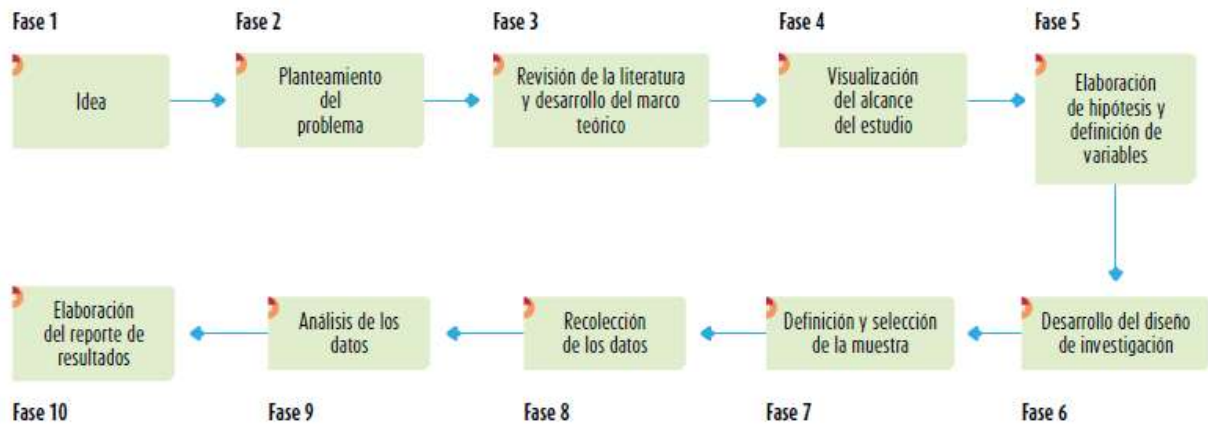 Fase 1
Idea
Fase 2
Planteamiento
del
problema
Fase 3
Revisión de la literatura
y desarrollo del marco
teórico
Fase 4
Visualización
del alcance
del estudio
Fase 5
Elaboración
de hipótesis y
definición de
variables
Desarrollo del diseño
de investigación
Fase 6
Definición y selección
de la muestra
Fase 7
Recolección
de los datos
Fase 8
Análisis de los
datos
Fase 9
Elaboración
del reporte de
resultados
Fase 10